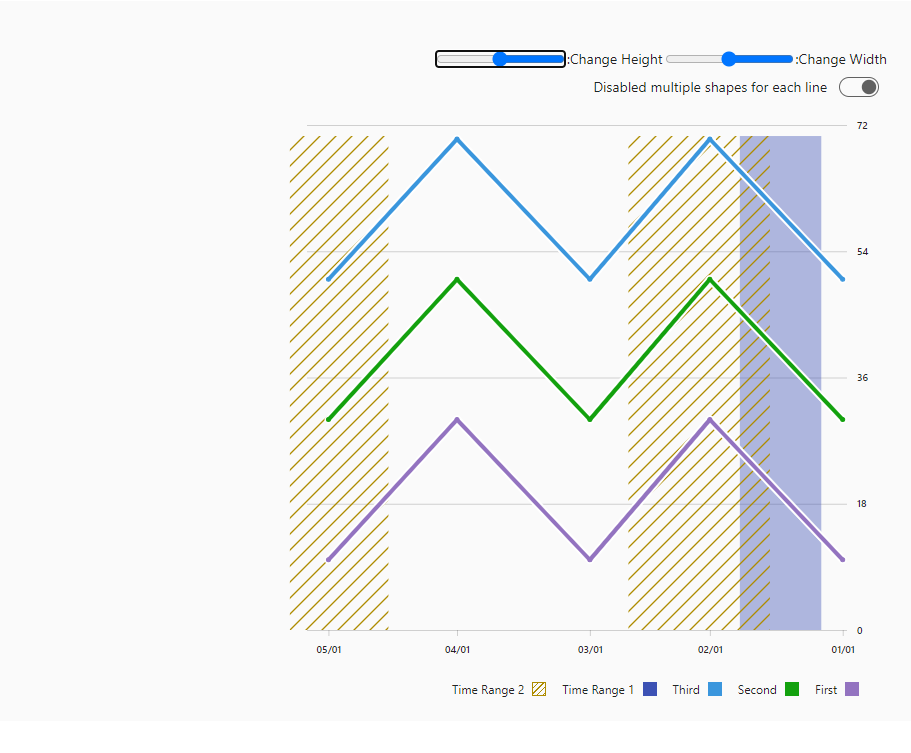 :Change Height :Change Width
Disabled multiple shapes for each line
72
54
36
18
0
05/01 04/01 03/01 02/01 01/01
Time Range 2 Time Range 1 Third Second First